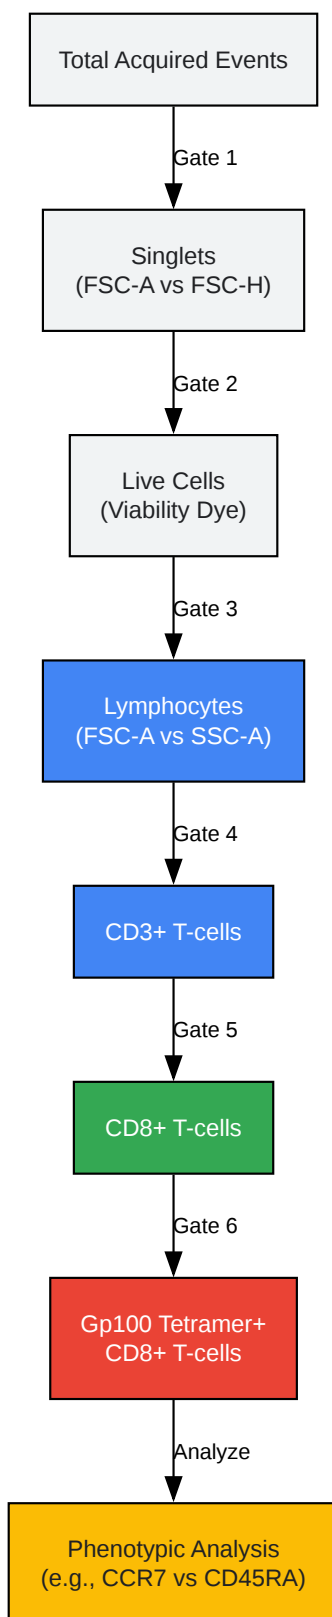 Total Acquired Events
Gate 1
Singlets
(FSC-A vs FSC-H)
Gate 2
Live Cells
(Viability Dye)
Gate 3
Lymphocytes
(FSC-A vs SSC-A)
Gate 4
CD3+ T-cells
Gate 5
CD8+ T-cells
Gate 6
Gp100 Tetramer+
CD8+ T-cells
Analyze
Phenotypic Analysis
(e.g., CCR7 vs CD45RA)